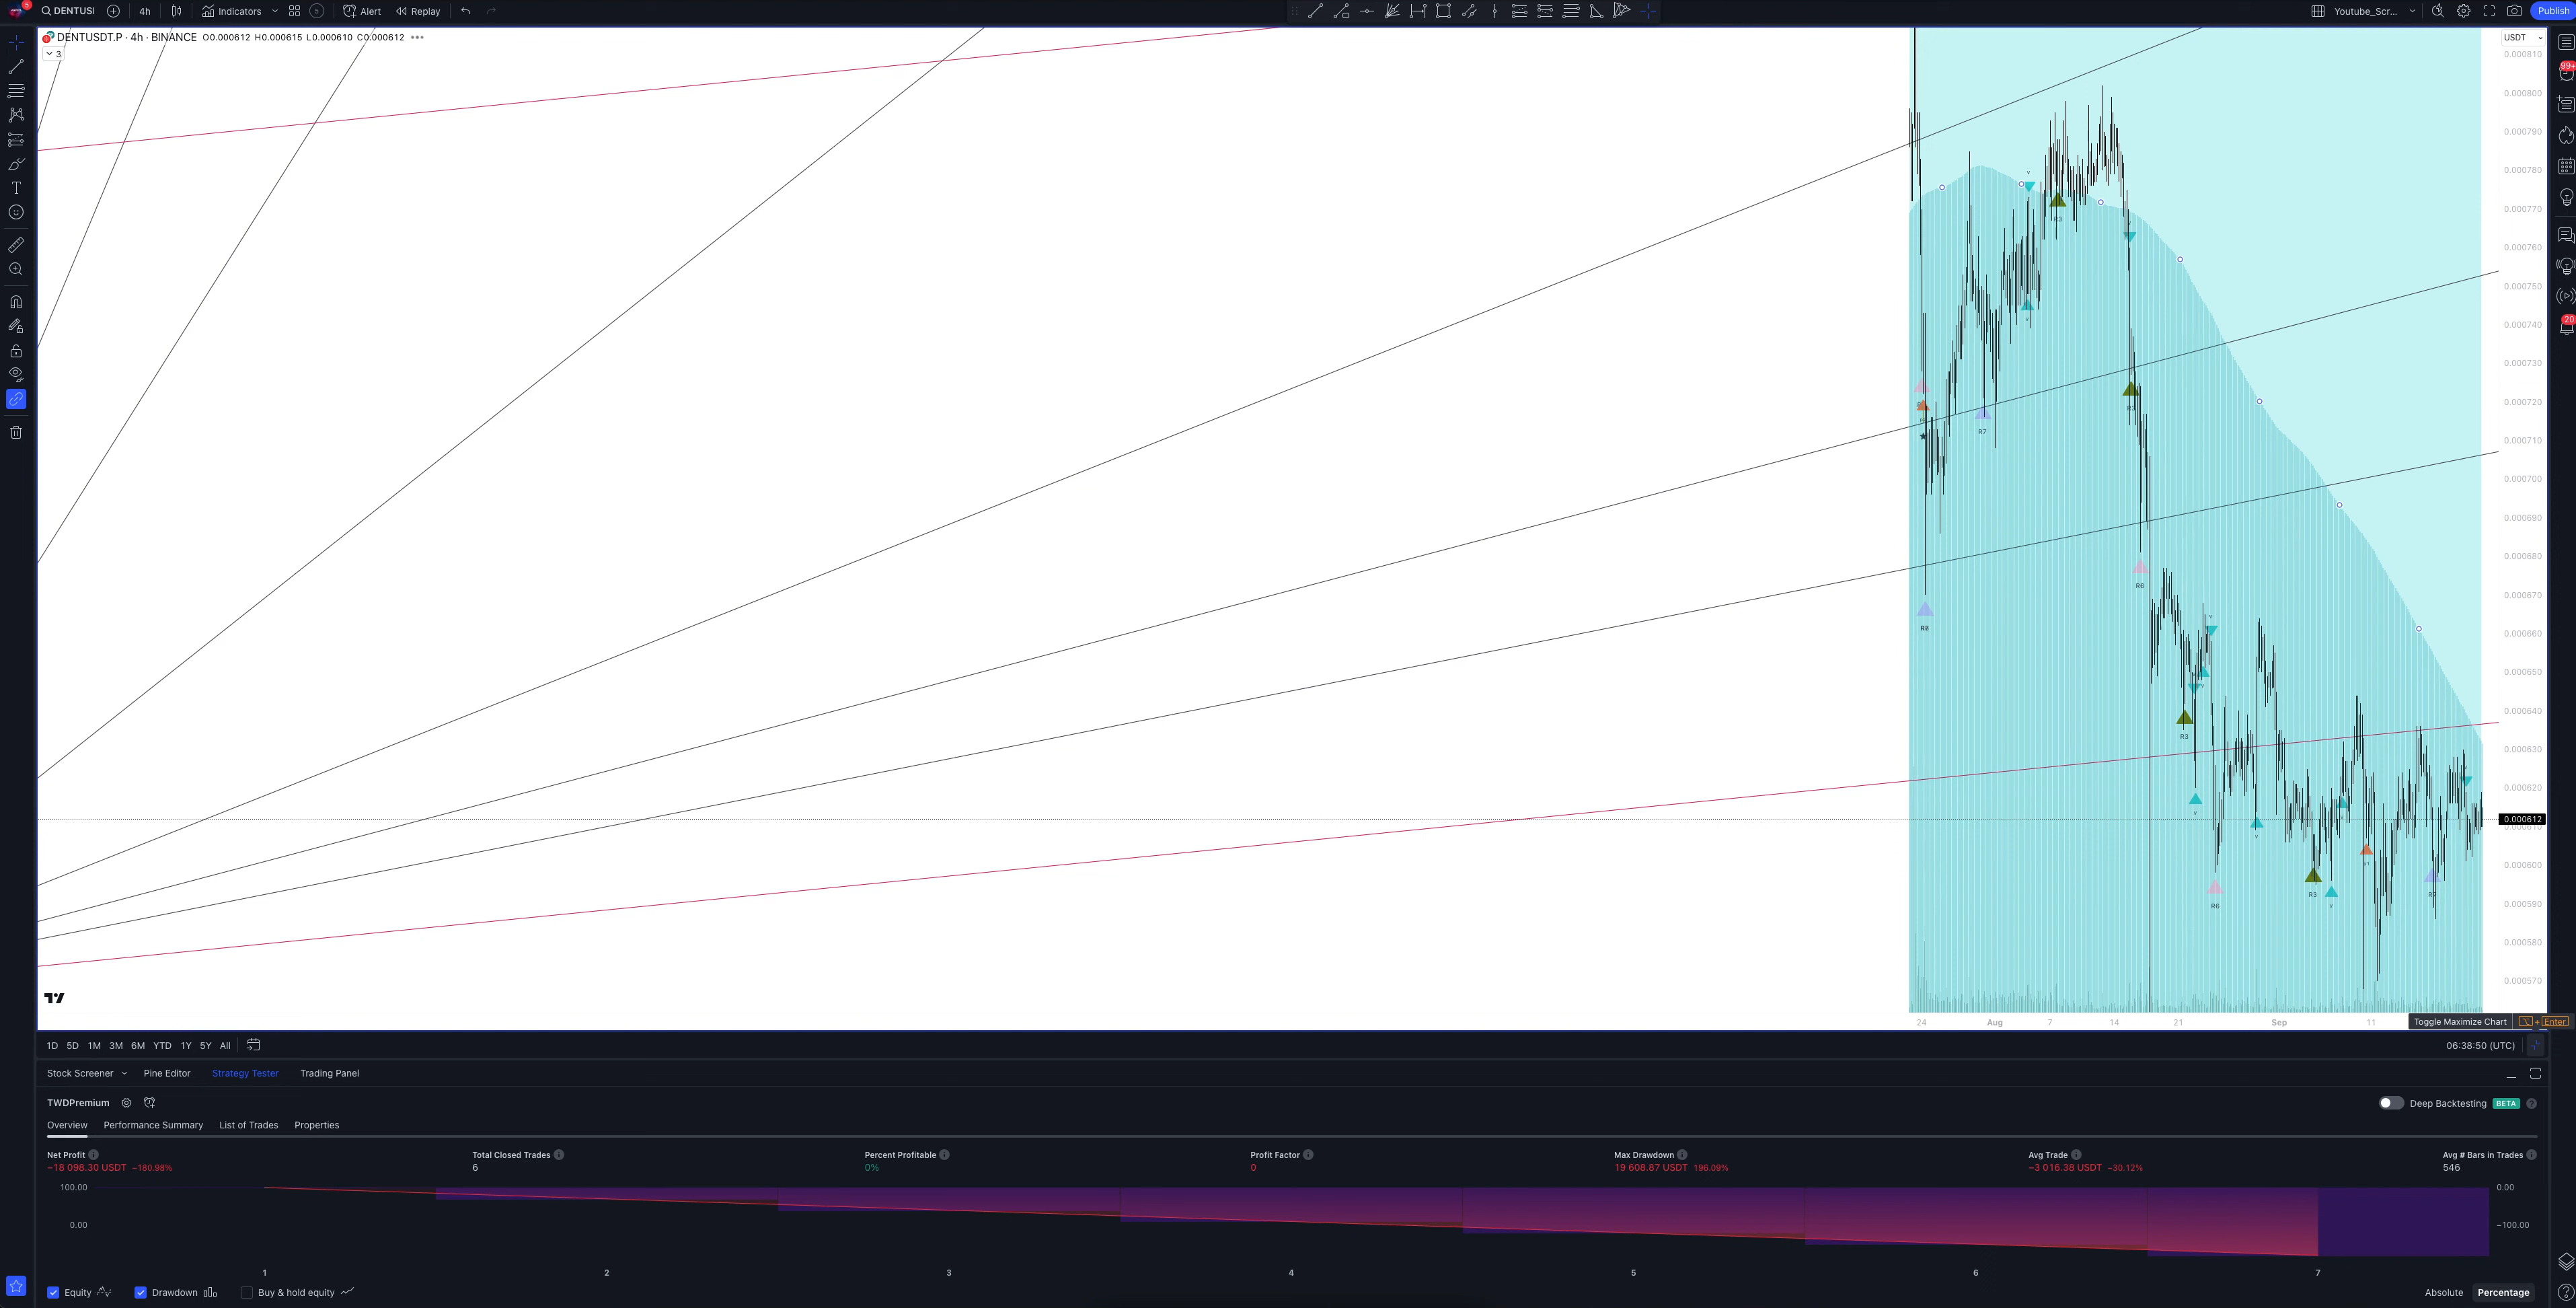 5
DENTUSI
4h
Indicators
5
Alert
Replay
Youtube_Scr...
Publish
DENTUSDT.P · 4h · BINANCE O0.000612 H0.000615 L0.000610 C0.000612
3
USDT
99+
20
0.000810
0.000800
0.000790
0.000780
0.000770
0.000760
0.000750
0.000740
0.000730
0.000720
0.000710
0.000700
0.000690
0.000680
0.000670
0.000660
0.000650
0.000640
0.000630
0.000620
0.000612
0.000610
0.000600
0.000590
0.000580
0.000570
R3
R7
R6
R3
R6
R3
24 Aug 7 14 21 Sep 11
Toggle Maximize Chart ⌥ + Enter
1D 5D 1M 3M 6M YTD 1Y 5Y All
06:38:50 (UTC)
Stock Screener Pine Editor Strategy Tester Trading Panel
TWDPremium
Deep Backtesting BETA
Overview Performance Summary List of Trades Properties
Net Profit Total Closed Trades Percent Profitable Profit Factor Max Drawdown Avg Trade Avg # Bars in Trades
−18 098.30 USDT −180.98% 6 0% 0 19 608.87 USDT 196.09% −3 016.38 USDT −30.12% 546
100.00 0.00
0.00 −100.00
1 2 3 4 5 6 7
Equity Drawdown Buy & hold equity Absolute Percentage